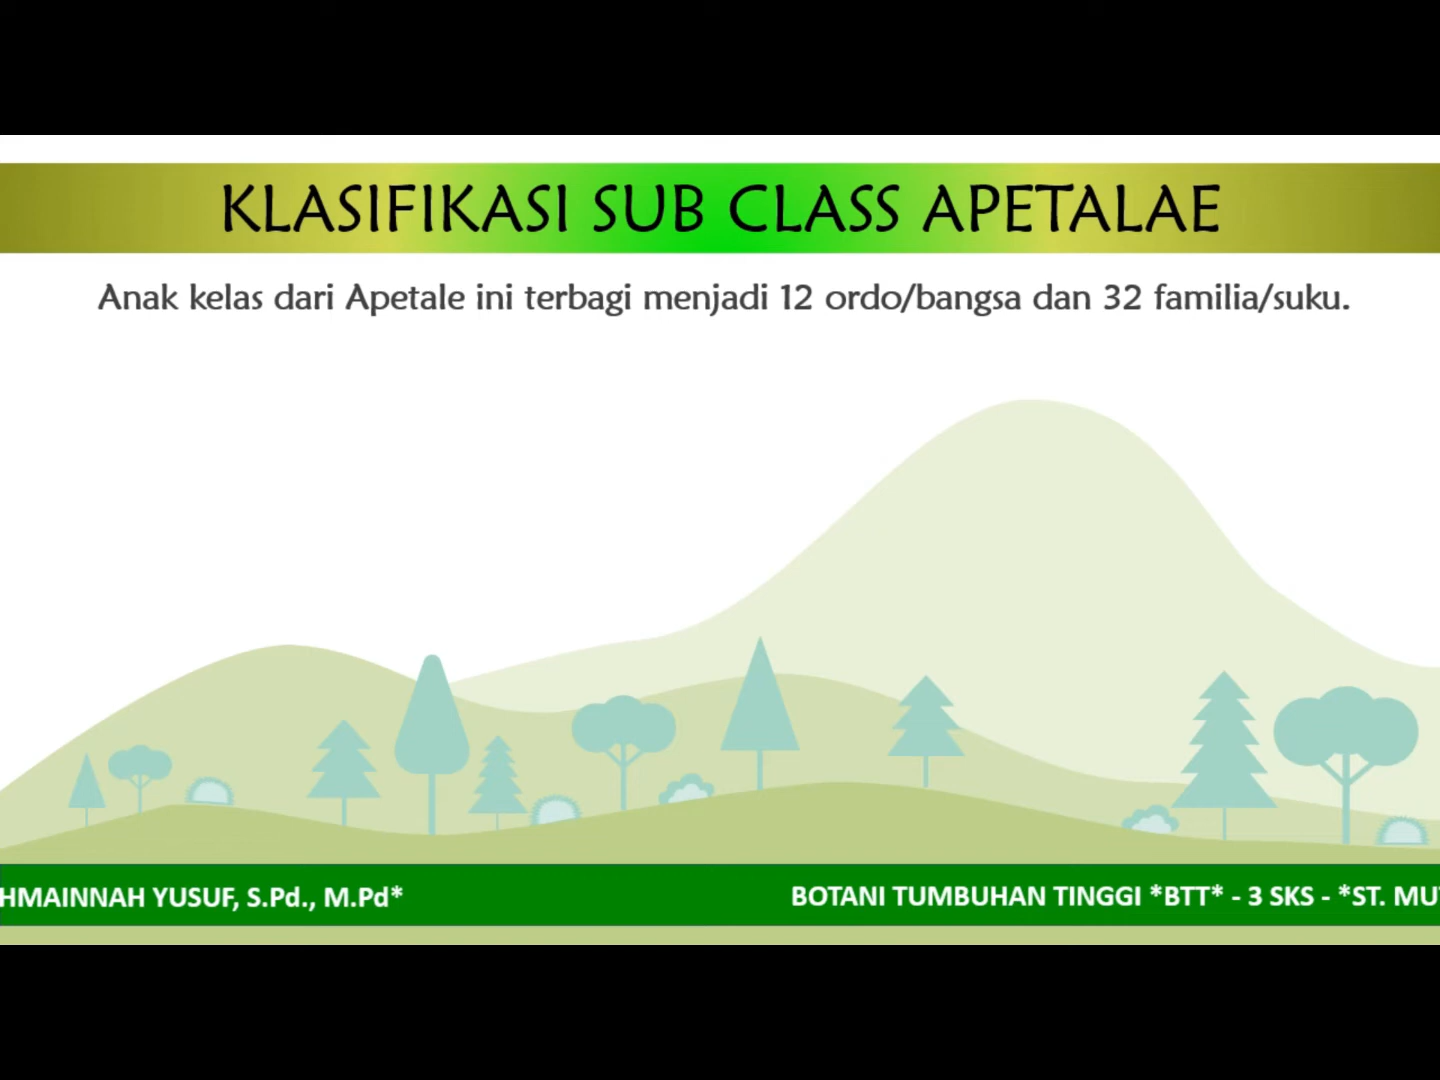 KLASIFIKASI SUB CLASS APETALAE
Anak kelas dari Apetale ini terbagi menjadi 12 ordo/bangsa dan 32 familia/suku.
HMAINNAH YUSUF, S.Pd., M.Pd* BOTANI TUMBUHAN TINGGI *BTT* - 3 SKS - *ST. MU